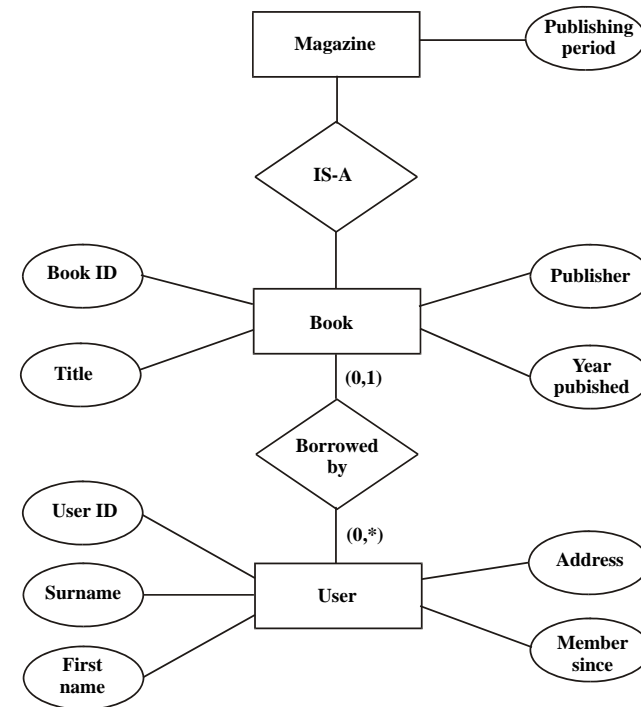 Magazine
Publishing
period
IS-A
Book ID
Publisher
Book
Title
Year
pubished
(0,1)
Borrowed
by
User ID
(0,*)
Address
Surname
User
First
name
Member
since